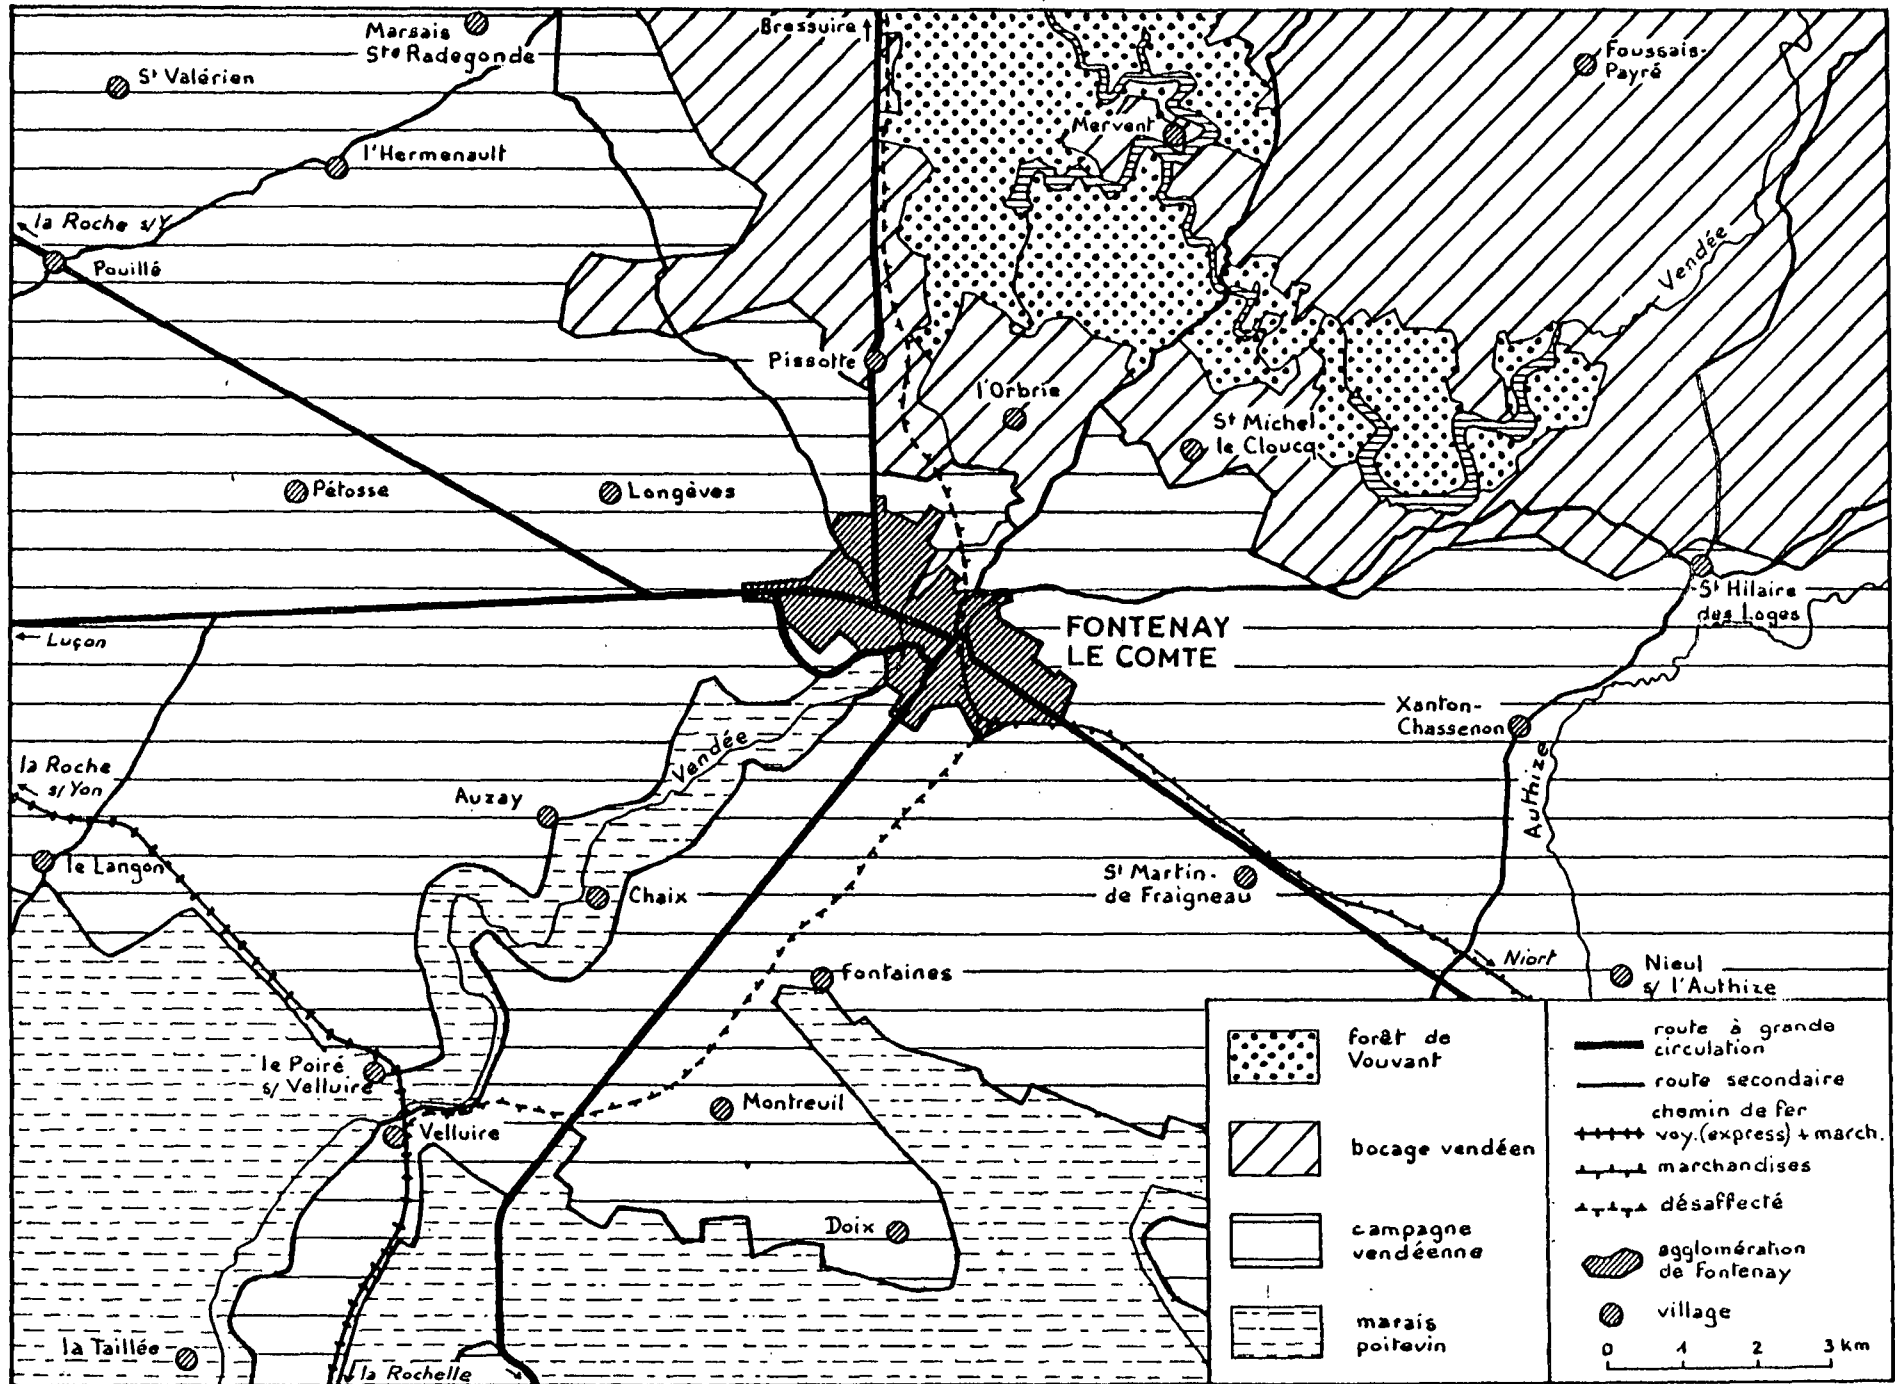 Marsais
Ste Radegonde
Bressuire
Foussais-
Payré
St Valérien
Mervent
l'Hermenault
la Roche s/Y
Pouillé
Vendée
Pissotte
l'Orbrie
St Michel
le Cloucq
Pétosse
Longèves
St Hilaire
des Loges
FONTENAY
LE COMTE
Luçon
Xanton-
Chassenon
Vendée
la Roche
s/ Yon
Auzay
Authize
le Langon
Chaix
St Martin-
de Fraigneau
Niort
Nieul
s/ l'Authize
Fontaines
le Poiré
s/ Velluire
Montreuil
Velluire
Doix
la Taillée
la Rochelle
forêt de
Vouvant
bocage vendéen
campagne
vendéenne
marais
poitevin
route à grande
circulation
route secondaire
chemin de fer
voy.(express) + march.
marchandises
désaffecté
agglomération
de Fontenay
village
0 1 2 3 km